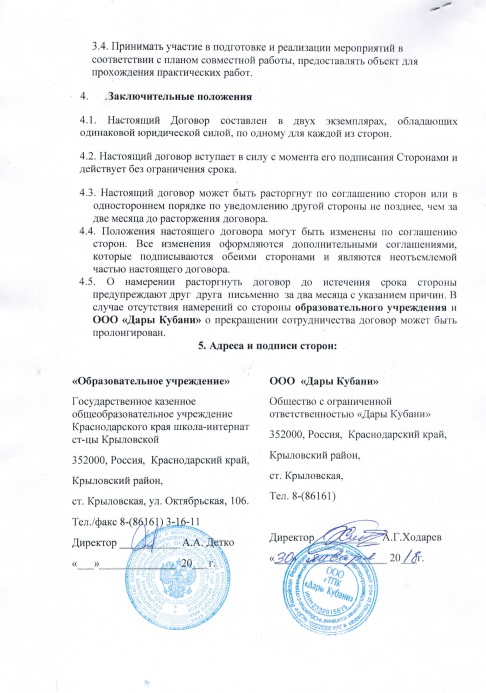 3.4. Принимать участие в подготовке и реализации мероприятий в
соответствии с планом совместной работы, предоставлять объект для
прохождения практических работ.
4. .Заключительные положения
4.1. Настоящий Договор составлен в двух экземплярах, обладающих
одинаковой юридической силой, по одному для каждой из сторон.
4.2. Настоящий договор вступает в силу с момента его подписания Сторонами и
действует без ограничения срока.
4.3. Настоящий договор может быть расторгнут по соглашению сторон или в
одностороннем порядке по уведомлению другой стороны не позднее, чем за
две месяца до расторжения договора.
4.4. Положения настоящего договора могут быть изменены по соглашению
сторон. Все изменения оформляются дополнительными соглашениями,
которые подписываются обеими сторонами и являются неотъемлемой
частью настоящего договора.
4.5. О намерении расторгнуть договор до истечения срока стороны
предупреждают друг друга письменно за два месяца с указанием причин. В
случае отсутствия намерений со стороны образовательного учреждения и
ООО «Дары Кубани» о прекращении сотрудничества договор может быть
пролонгирован.
5. Адреса и подписи сторон:
«Образовательное учреждение»
Государственное казенное
общеобразовательное учреждение
Краснодарского края школа-интернат
ст-цы Крыловской
352000, Россия, Краснодарский край,
Крыловский район,
ст. Крыловская, ул. Октябрьская, 106.
Тел./факс 8-(86161) 3-16-11
Директор ___________ А.А. Детко
«___»______________ 20___ г.
ООО «Дары Кубани»
Общество с ограниченной
ответственностью «Дары Кубани»
352000, Россия, Краснодарский край,
Крыловский район,
ст. Крыловская,
Тел. 8-(86161)
Директор ___________ А.Г.Ходарев
«30» 20 18г.
ООО
«ТПК
«Дары Кубани»